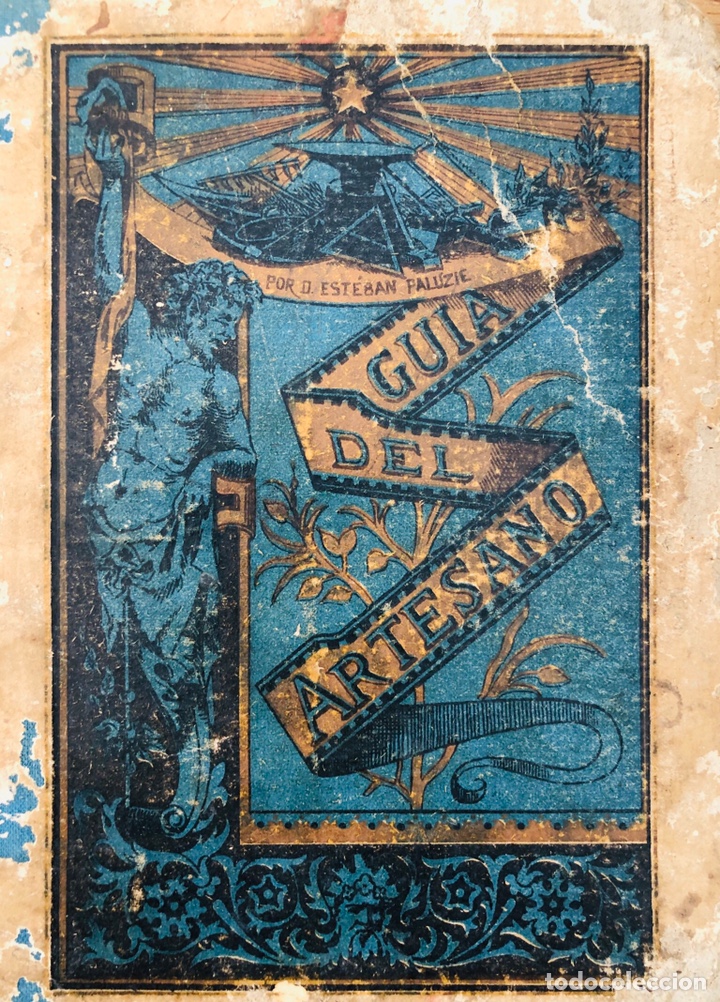 POR D. ESTÉBAN PALUZIE
GUIA
DEL
ARTESANO
todocoleccion